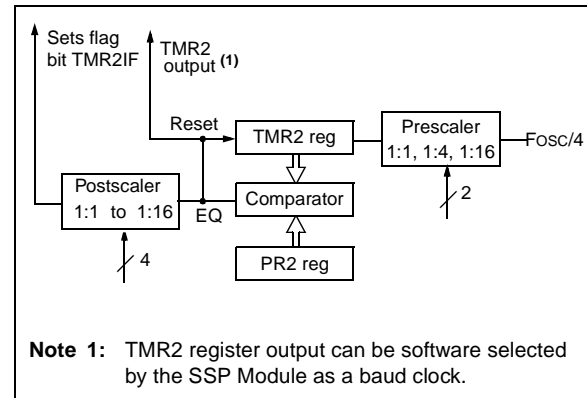 Sets flag
bit TMR2IF
TMR2
output (1)
Reset
TMR2 reg
Prescaler
1:1, 1:4, 1:16
FOSC/4
2
Postscaler
1:1 to 1:16
EQ
Comparator
4
PR2 reg
Note 1: TMR2 register output can be software selected
by the SSP Module as a baud clock.